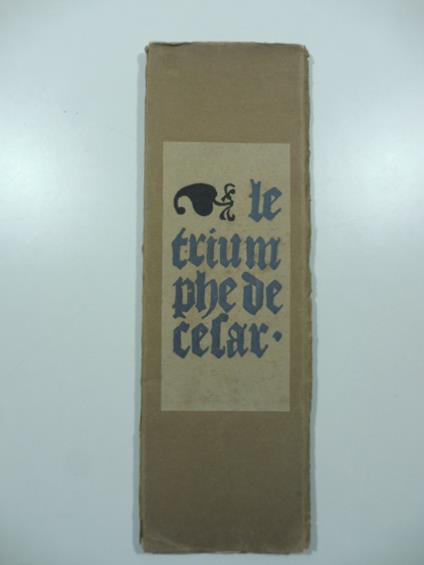 le
trium
phe de
ceſar·